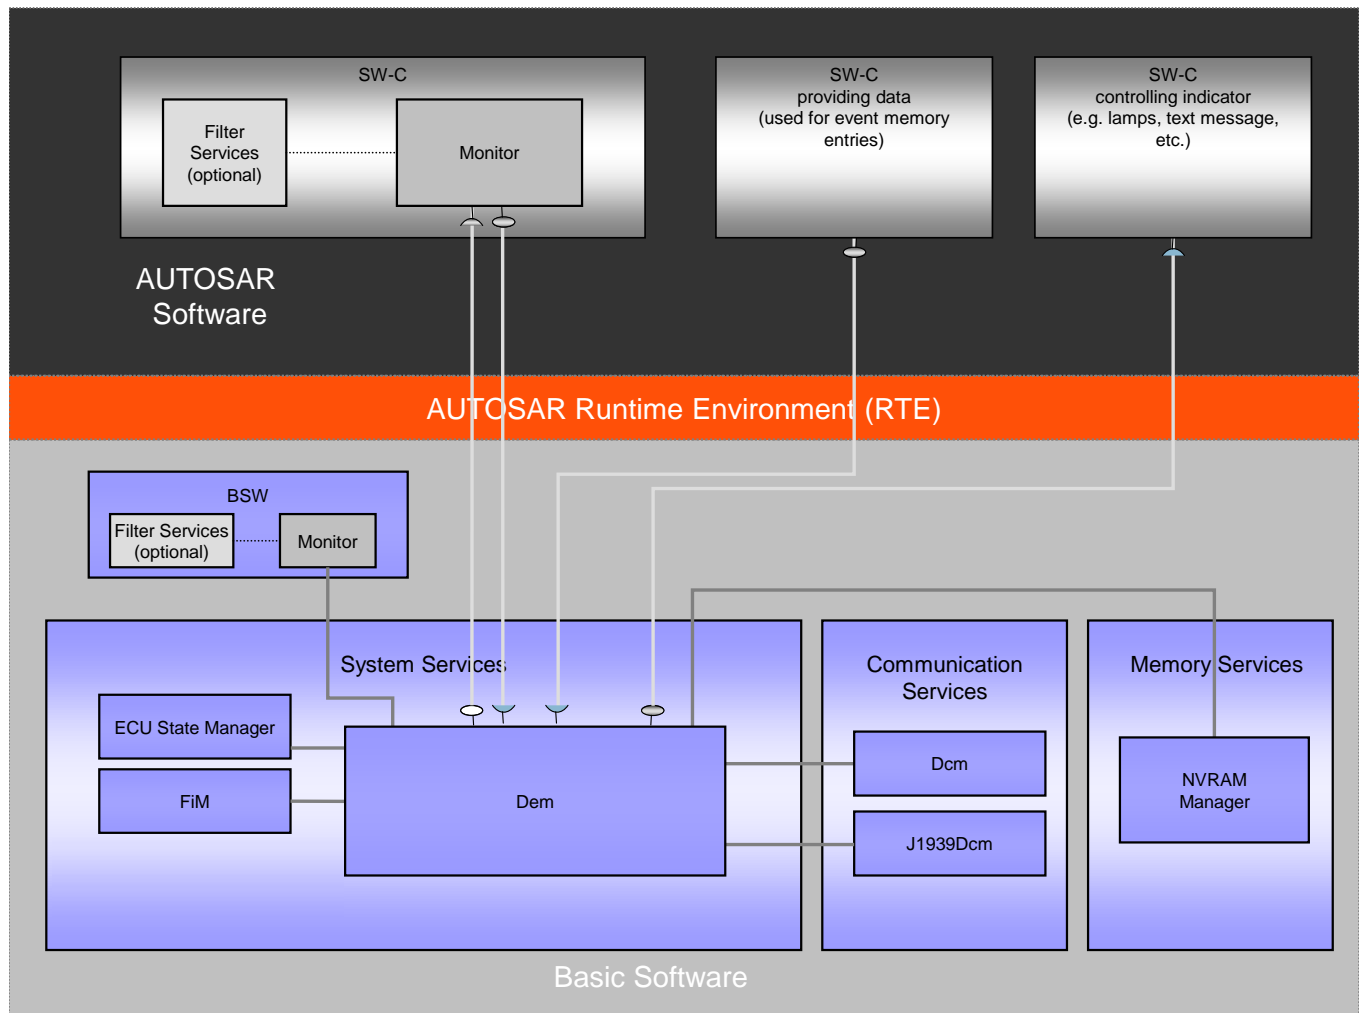 SW-C
Filter
Services
(optional)
Monitor
SW-C
providing data
(used for event memory
entries)
SW-C
controlling indicator
(e.g. lamps, text message,
etc.)
AUTOSAR
Software
AUTOSAR Runtime Environment (RTE)
BSW
Filter Services
(optional)
Monitor
System Services
ECU State Manager
FiM
Dem
Communication
Services
Dcm
J1939Dcm
Memory Services
NVRAM
Manager
Basic Software